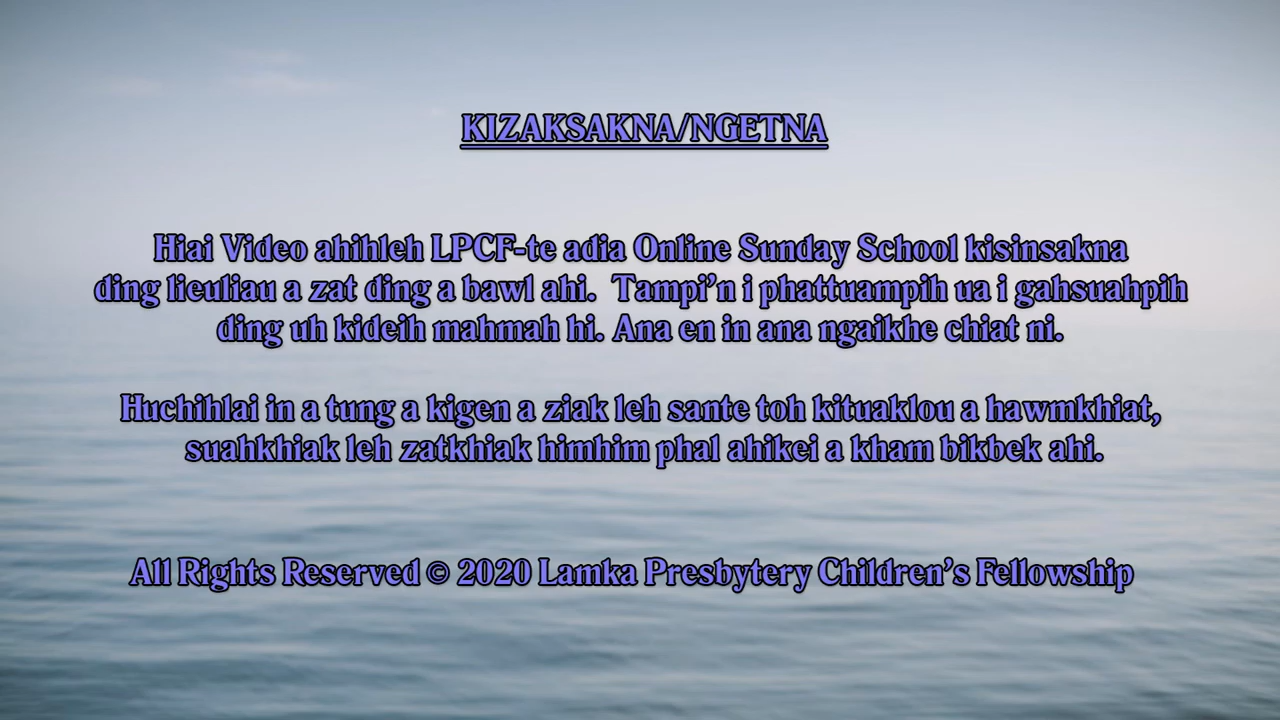 KIZAKSAKNA/NGETNA
Hiai Video ahihleh LPCF-te adia Online Sunday School kisinsakna
ding lieuliau a zat ding a bawl ahi. Tampi’n i phattuampih ua i gahsuahpih
ding uh kideih mahmah hi. Ana en in ana ngaikhe chiat ni.
Huchihlai in a tung a kigen a ziak leh sante toh kituaklou a hawmkhiat,
suahkhiak leh zatkhiak himhim phal ahikei a kham bikbek ahi.
All Rights Reserved © 2020 Lamka Presbytery Children’s Fellowship